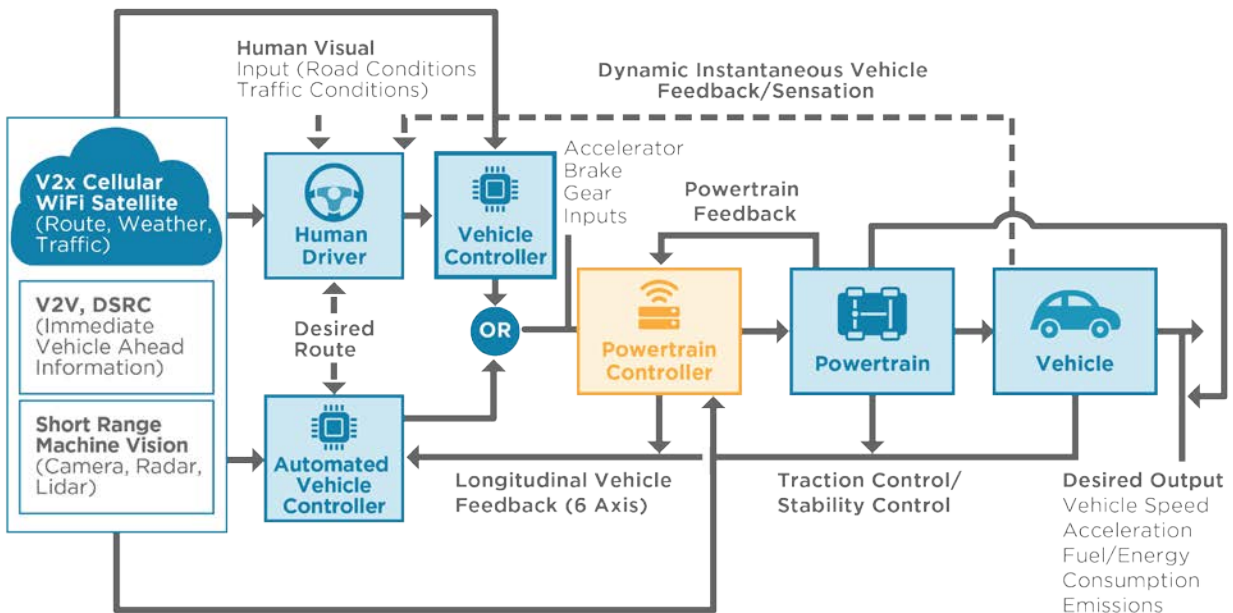 Human Visual
Input (Road Conditions
Traffic Conditions)
Dynamic Instantaneous Vehicle
Feedback/Sensation
V2x Cellular
WiFi Satellite
(Route, Weather,
Traffic)
V2V, DSRC
(Immediate
Vehicle Ahead
Information)
Short Range
Machine Vision
(Camera, Radar,
Lidar)
Human
Driver
Vehicle
Controller
Accelerator
Brake
Gear
Inputs
Powertrain
Feedback
Desired
Route
OR
Powertrain
Controller
Powertrain
Vehicle
Automated
Vehicle
Controller
Longitudinal Vehicle
Feedback (6 Axis)
Traction Control/
Stability Control
Desired Output
Vehicle Speed
Acceleration
Fuel/Energy
Consumption
Emissions